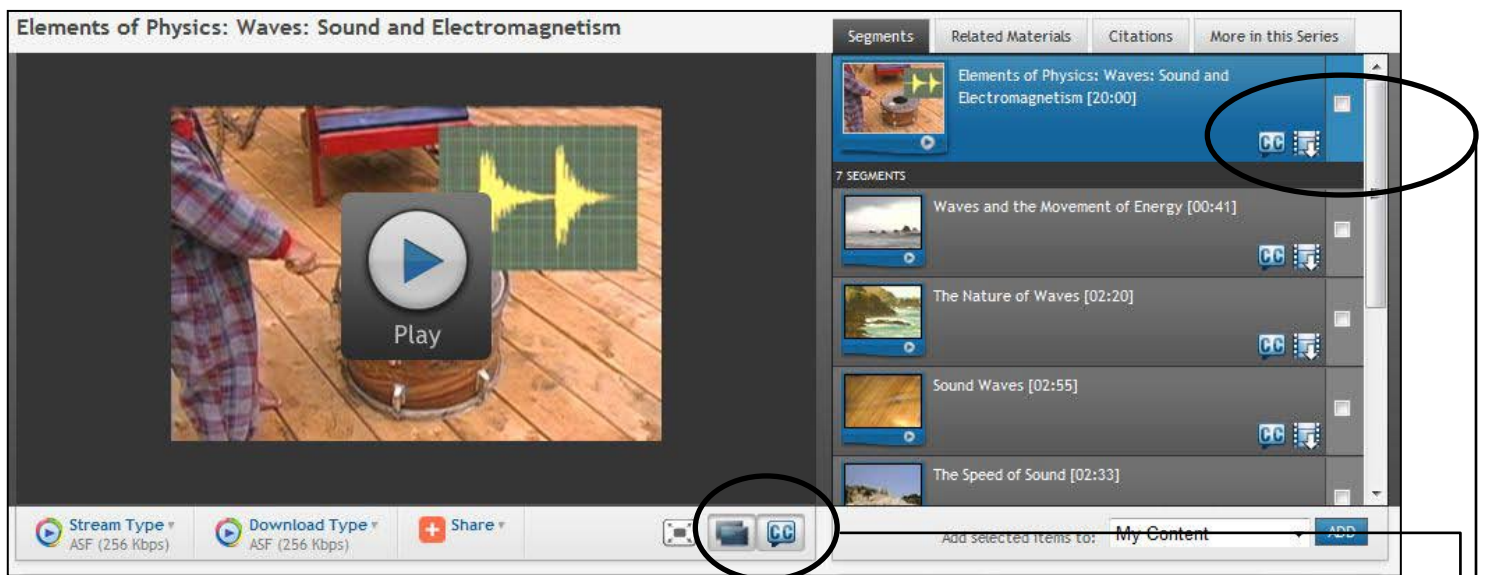 Elements of Physics: Waves: Sound and Electromagnetism
Play
Stream Type
ASF (256 Kbps)
Download Type
ASF (256 Kbps)
Share
CC
Segments
Related Materials
Citations
More in this Series
Elements of Physics: Waves: Sound and
Electromagnetism [20:00]
CC
7 SEGMENTS
Waves and the Movement of Energy [00:41]
CC
The Nature of Waves [02:20]
CC
Sound Waves [02:55]
CC
The Speed of Sound [02:33]
Add selected items to:
My Content
ADD